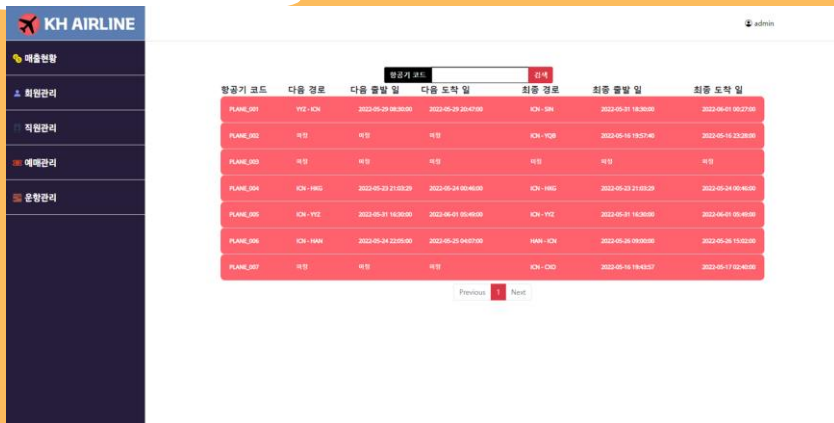 KH AIRLINE
admin
매출현황
회원관리
직원관리
예매관리
운항관리
항공기 코드 검색
항공기 코드 다음 경로 다음 출발 일 다음 도착 일 최종 경로 최종 출발 일 최종 도착 일
PLANE_001 YYZ - ICN 2022-05-29 08:30:00 2022-05-29 20:47:00 ICN - SIN 2022-05-31 18:30:00 2022-06-01 00:27:00
PLANE_002 미정 미정 미정 ICN - YQB 2022-05-16 19:57:40 2022-05-16 23:28:00
PLANE_003 미정 미정 미정 미정 미정 미정
PLANE_004 ICN - HKG 2022-05-23 21:03:29 2022-05-24 00:46:00 ICN - HKG 2022-05-23 21:03:29 2022-05-24 00:46:00
PLANE_005 ICN - YYZ 2022-05-31 16:30:00 2022-06-01 05:49:00 ICN - YYZ 2022-05-31 16:30:00 2022-06-01 05:49:00
PLANE_006 ICN - HAN 2022-05-24 22:05:00 2022-05-25 04:07:00 HAN - ICN 2022-05-26 09:00:00 2022-05-26 15:02:00
PLANE_007 미정 미정 미정 ICN - CXO 2022-05-16 19:43:57 2022-05-17 02:40:00
Previous 1 Next